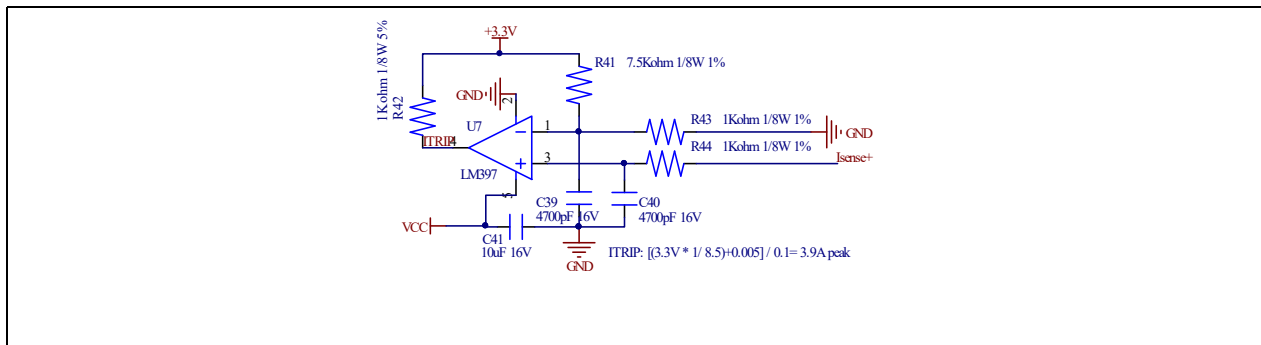 +3.3V
1Kohm 1/8W 5%
R42
R41 7.5Kohm 1/8W 1%
GND
2
U7
1
R43 1Kohm 1/8W 1%
GND
ITRIP
4
R44 1Kohm 1/8W 1%
3
Isense+
LM397
5
C39
4700pF 16V
C40
4700pF 16V
VCC
C41
10uF 16V
GND
ITRIP: [(3.3V * 1/ 8.5)+0.005] / 0.1= 3.9A peak